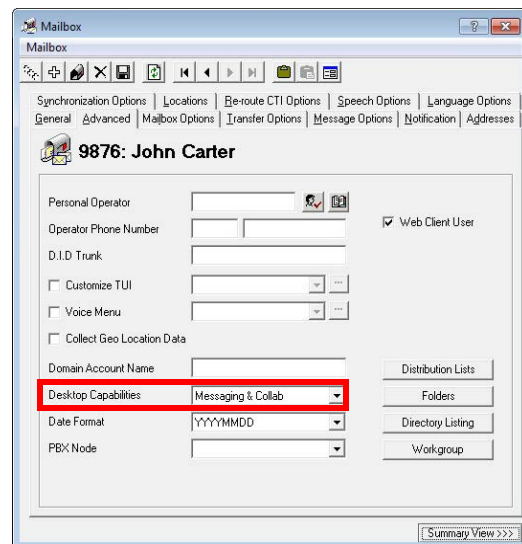 Mailbox
Mailbox
Synchronization Options Locations Re-route CTI Options Speech Options Language Options
General Advanced Mailbox Options Transfer Options Message Options Notification Addresses
9876: John Carter
Personal Operator
Operator Phone Number Web Client User
D.I.D Trunk
Customize TUI
Voice Menu
Collect Geo Location Data
Domain Account Name Distribution Lists
Desktop Capabilities Messaging & Collab Folders
Date Format YYYYMMDD Directory Listing
PBX Node Workgroup
Summary View >>>